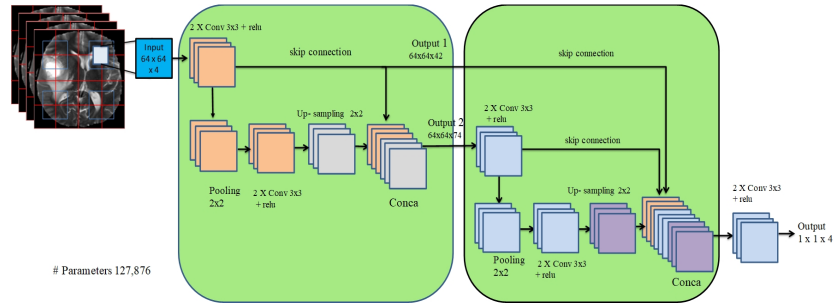 2 X Conv 3x3 + relu
Input
64 x 64
x 4
skip connection
Output 1
64x64x42
skip connection
Up- sampling 2x2
Output 2
64x64x74
2 X Conv 3x3
+ relu
skip connection
Pooling
2x2
2 X Conv 3x3
+ relu
Conca
Up- sampling 2x2
2 X Conv 3x3
+ relu
Output
1 x 1 x 4
Pooling
2x2
2 X Conv 3x3
+ relu
Conca
# Parameters 127,876